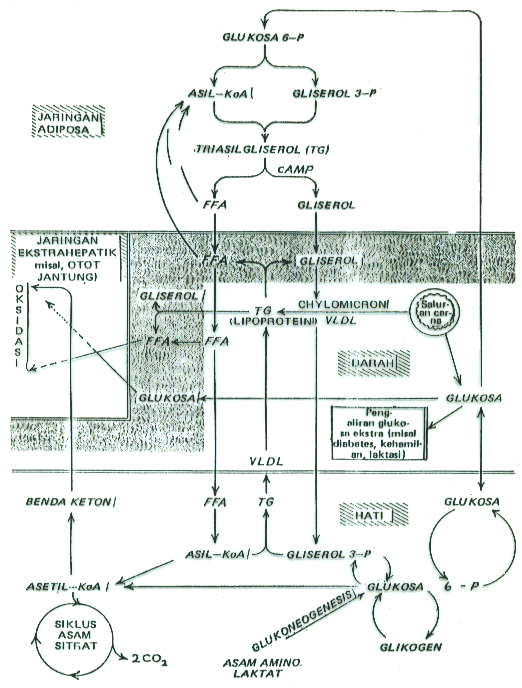 GLUKOSA 6-P
ASIL-KoA
GLISEROL 3-P
JARINGAN
ADIPOSA
TRIASILGLISEROL (TG)
cAMP
FFA
GLISEROL
JARINGAN
EKSTRAHEPATIK
misal, OTOT
JANTUNG)
FFA
GLISEROL
OKSIDASI
GLISEROL
CHYLOMICRON
TG
(LIPOPROTEIN)
VLDL
Salur-
an cer-
na
FFA
FFA
DARAH
GLUKOSA
GLUKOSA
Peng-
aliran gluko-
sn ekstra (misal
diabetes, kehamil-
an, laktasi)
VLDL
BENDA KETON
FFA
TG
HATI
GLUKOSA
ASIL-KoA
GLISEROL 3-P
ASETIL-KoA
GLUKOSA
6 - P
GLUKONEOGENESIS
SIKLUS
ASAM
SITRAT
2CO₂
ASAM AMINO,
LAKTAT
GLIKOGEN